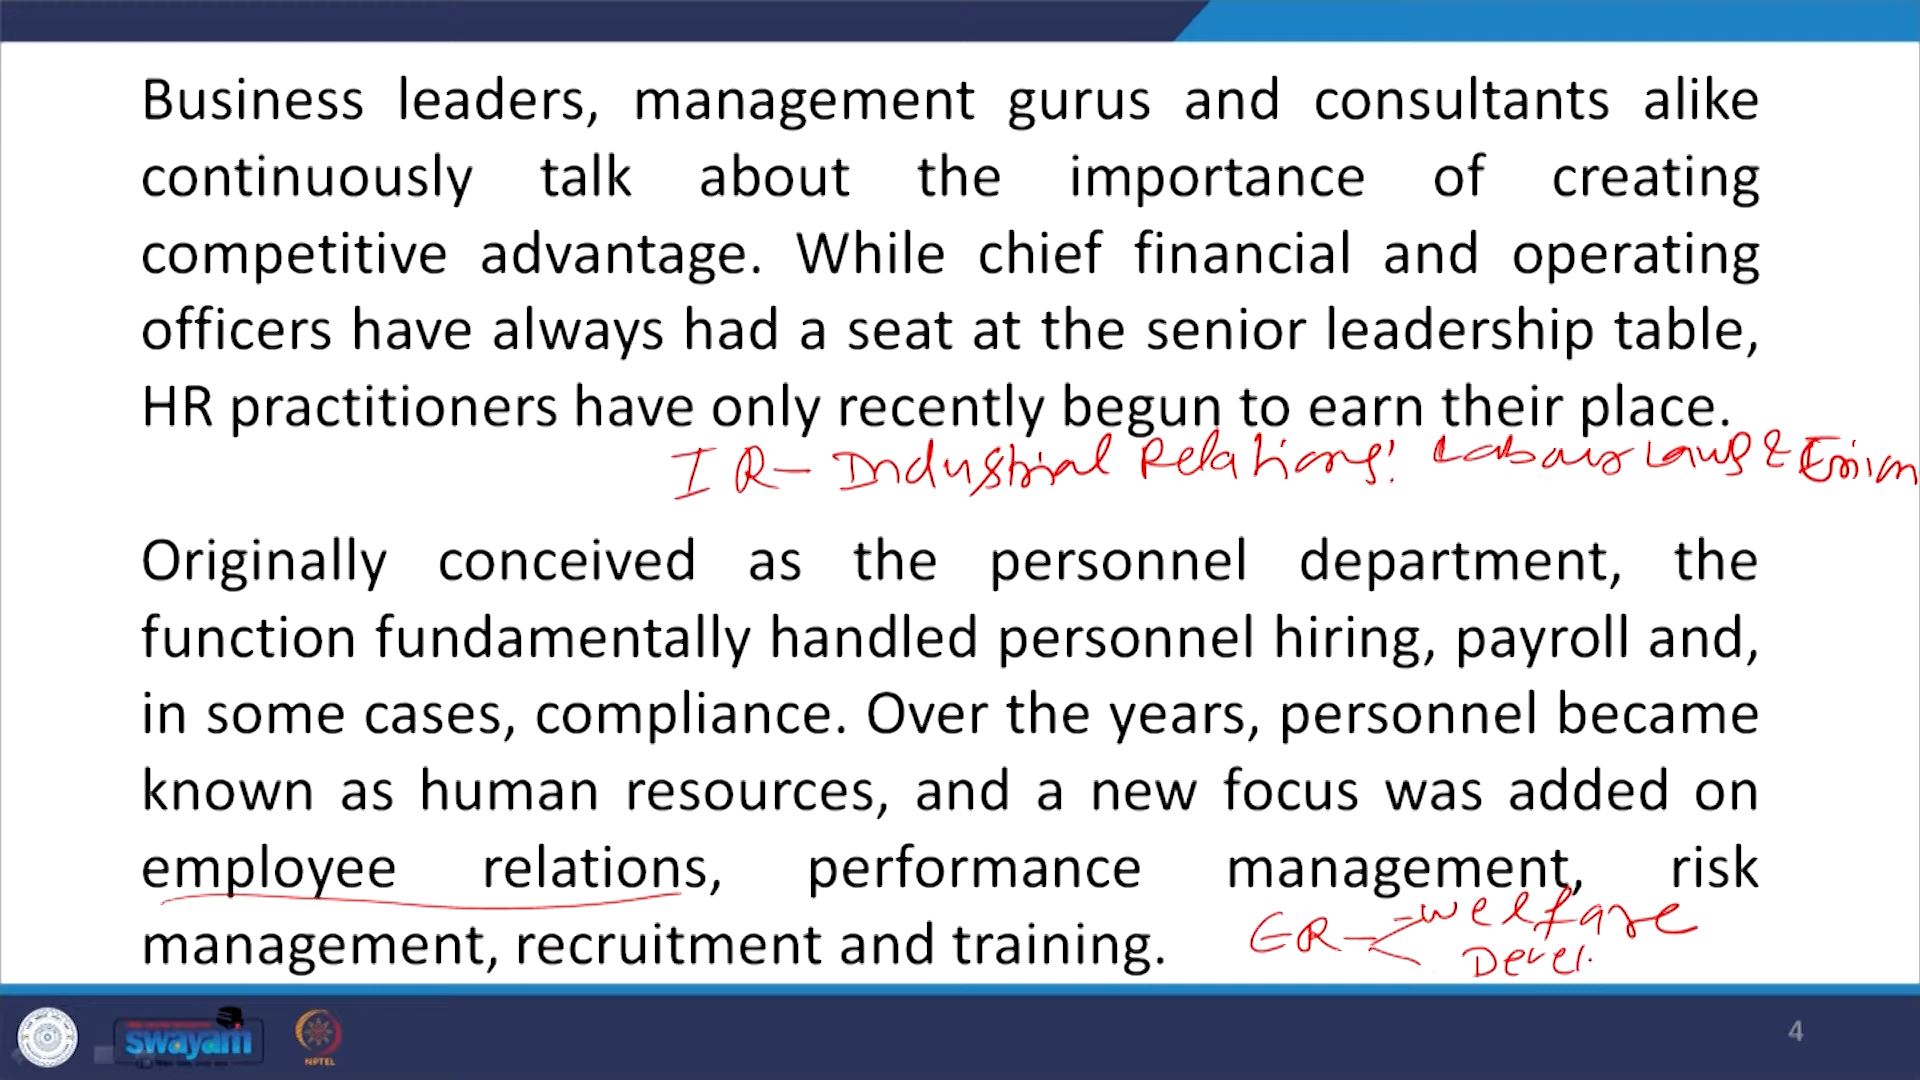 Business leaders, management gurus and consultants alike
continuously talk about the importance of creating
competitive advantage. While chief financial and operating
officers have always had a seat at the senior leadership table,
HR practitioners have only recently begun to earn their place.
IR - Industrial Relations: Labour Laws &
Originally conceived as the personnel department, the
function fundamentally handled personnel hiring, payroll and,
in some cases, compliance. Over the years, personnel became
known as human resources, and a new focus was added on
employee relations, performance management, risk
management, recruitment and training.
ER - welfare
Devel.
swayam
NPTEL
4